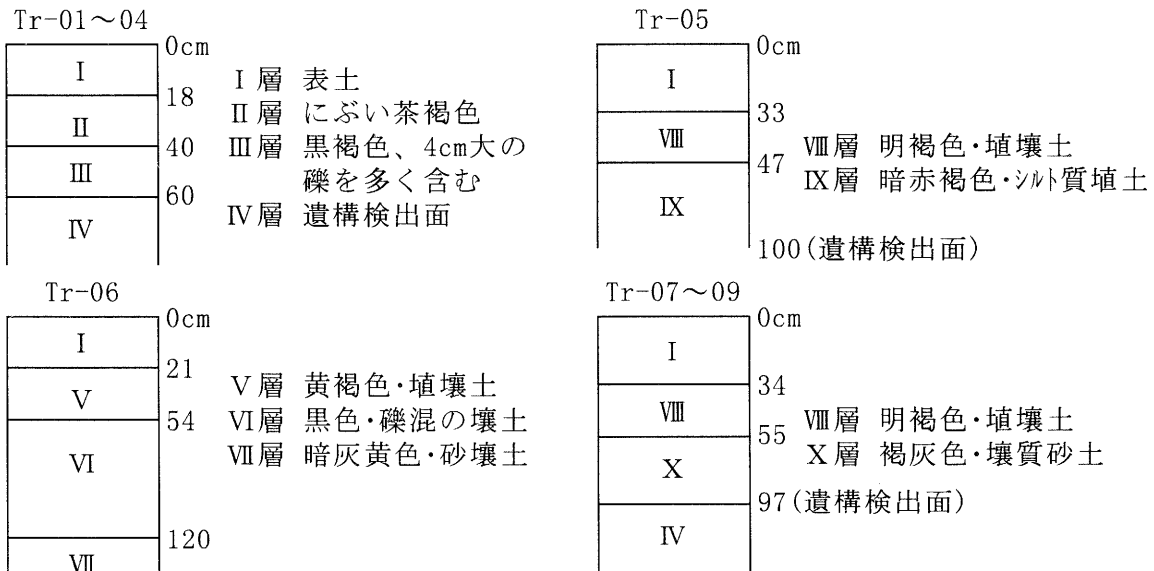 Tr-01～04
0cm
Ⅰ
18
Ⅱ
40
Ⅲ
60
Ⅳ
Ⅰ層 表土
Ⅱ層 にぶい茶褐色
Ⅲ層 黒褐色、4cm大の
礫を多く含む
Ⅳ層 遺構検出面
Tr-05
0cm
Ⅰ
33
Ⅷ
47
Ⅸ
100(遺構検出面)
Ⅷ層 明褐色・埴壌土
Ⅸ層 暗赤褐色・シルト質埴土
Tr-06
0cm
Ⅰ
21
Ⅴ
54
Ⅵ
120
Ⅶ
Ⅴ層 黄褐色・埴壌土
Ⅵ層 黒色・礫混の壌土
Ⅶ層 暗灰黄色・砂壌土
Tr-07～09
0cm
Ⅰ
34
Ⅷ
55
Ⅹ
97(遺構検出面)
Ⅳ
Ⅷ層 明褐色・埴壌土
Ⅹ層 褐灰色・壌質砂土